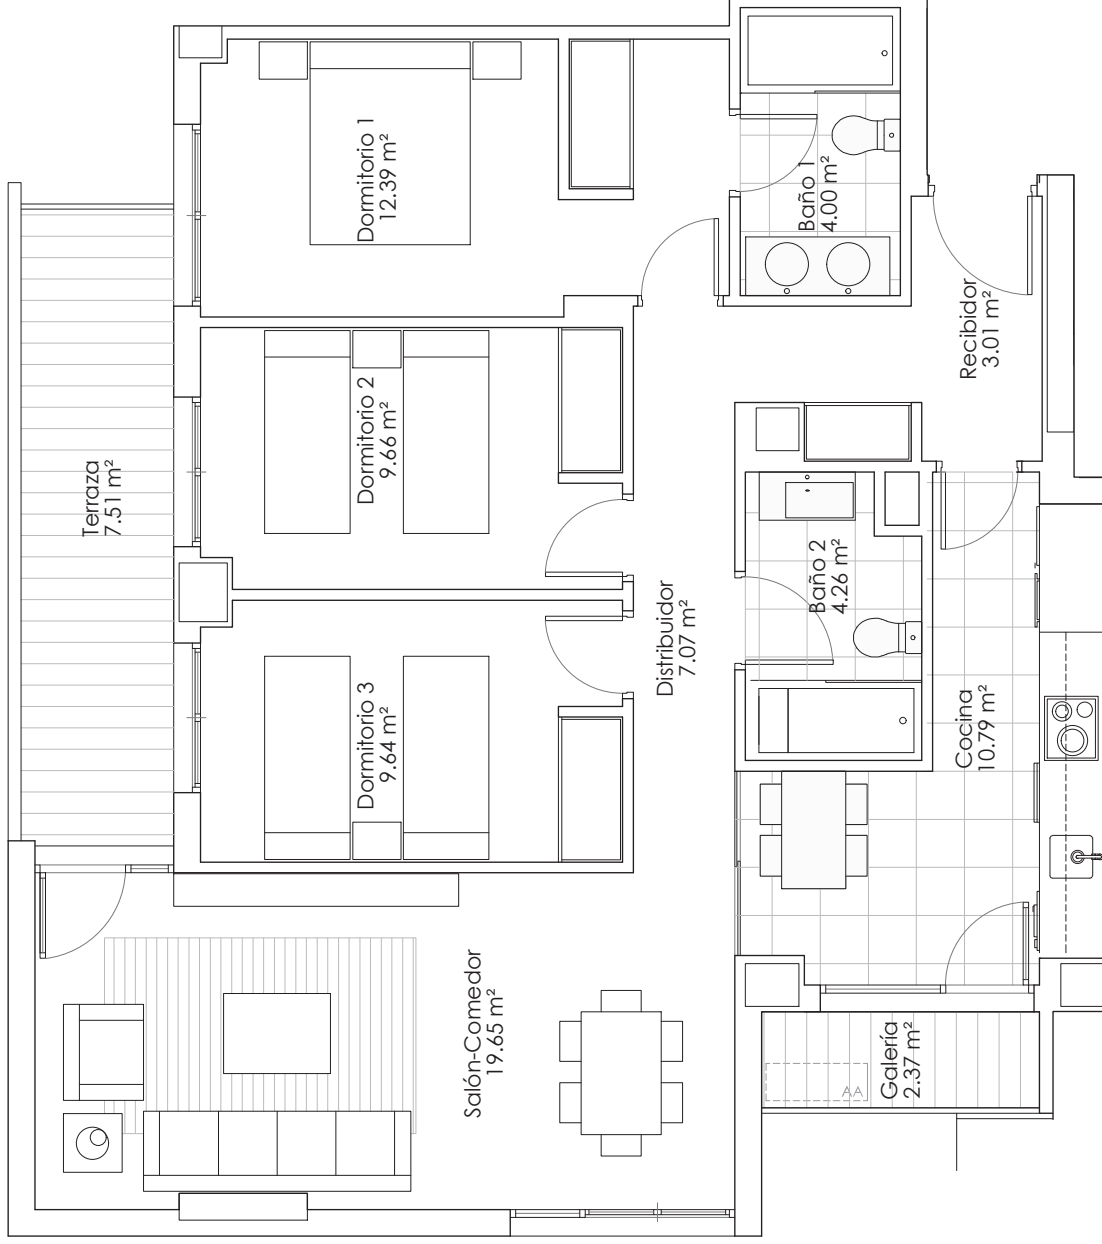 Dormitorio 1
12.39 m²
Baño 1
4.00 m²
Recibidor
3.01 m²
Terraza
7.51 m²
Dormitorio 2
9.66 m²
Baño 2
4.26 m²
Distribuidor
7.07 m²
Dormitorio 3
9.64 m²
Cocina
10.79 m²
Salón-Comedor
19.65 m²
Galería
2.37 m²
AA